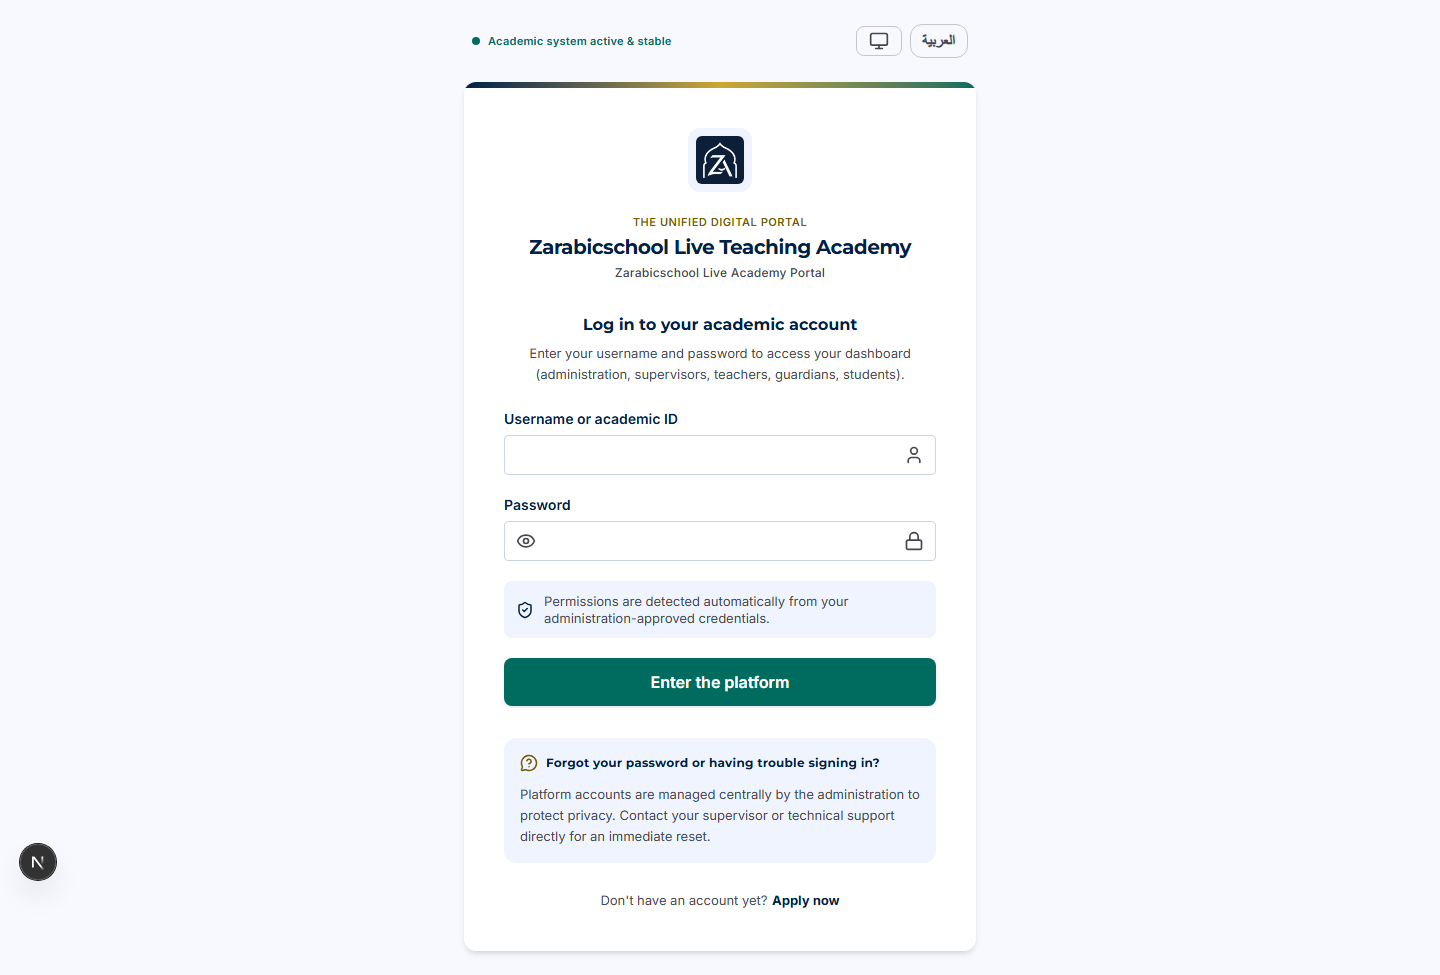 Academic system active & stable
العربية
ZA
THE UNIFIED DIGITAL PORTAL
Zarabicschool Live Teaching Academy
Zarabicschool Live Academy Portal
Log in to your academic account
Enter your username and password to access your dashboard
(administration, supervisors, teachers, guardians, students).
Username or academic ID
Password
Permissions are detected automatically from your
administration-approved credentials.
Enter the platform
Forgot your password or having trouble signing in?
Platform accounts are managed centrally by the administration to
protect privacy. Contact your supervisor or technical support
directly for an immediate reset.
N
Don't have an account yet? Apply now